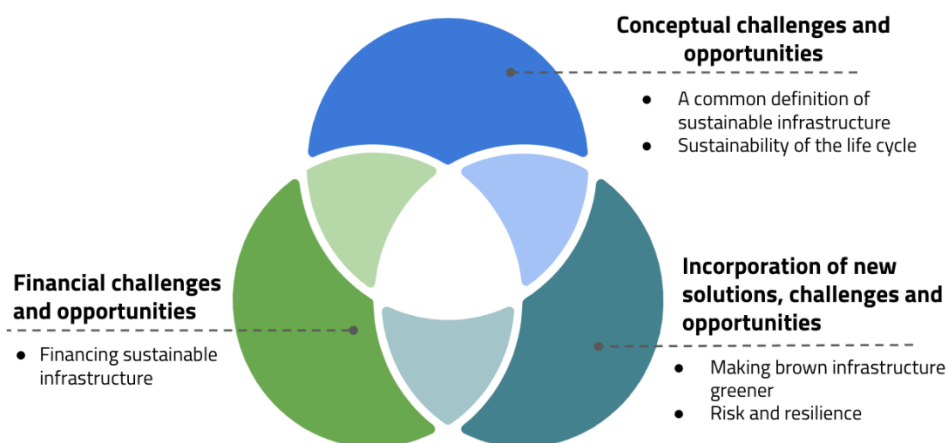 Conceptual challenges and
opportunities
● A common definition of
sustainable infrastructure
● Sustainability of the life cycle
Financial challenges
and opportunities
● Financing sustainable
infrastructure
Incorporation of new
solutions, challenges and
opportunities
● Making brown infrastructure
greener
● Risk and resilience